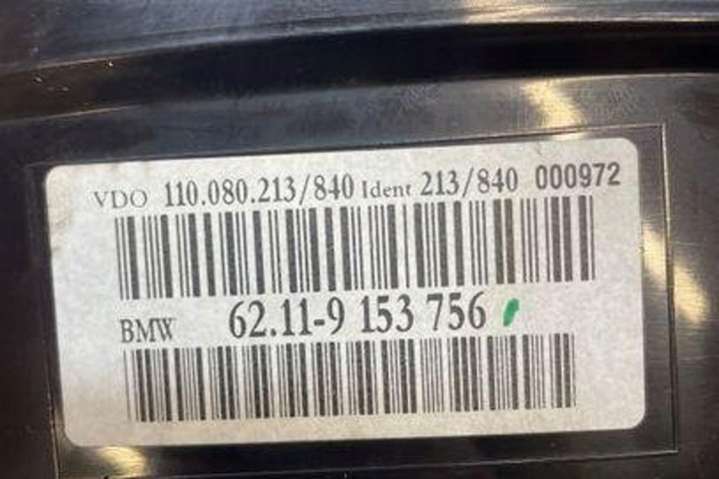 VDO 110.080.213/840 Ident 213/840 000972
BMW 62.11-9 153 756